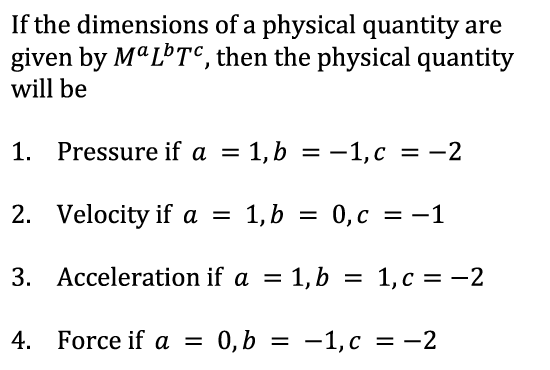 If the dimensions of a physical quantity are
given by MᵃLᵇTᶜ, then the physical quantity
will be
1. Pressure if a = 1, b = −1, c = −2
2. Velocity if a = 1, b = 0, c = −1
3. Acceleration if a = 1, b = 1, c = −2
4. Force if a = 0, b = −1, c = −2